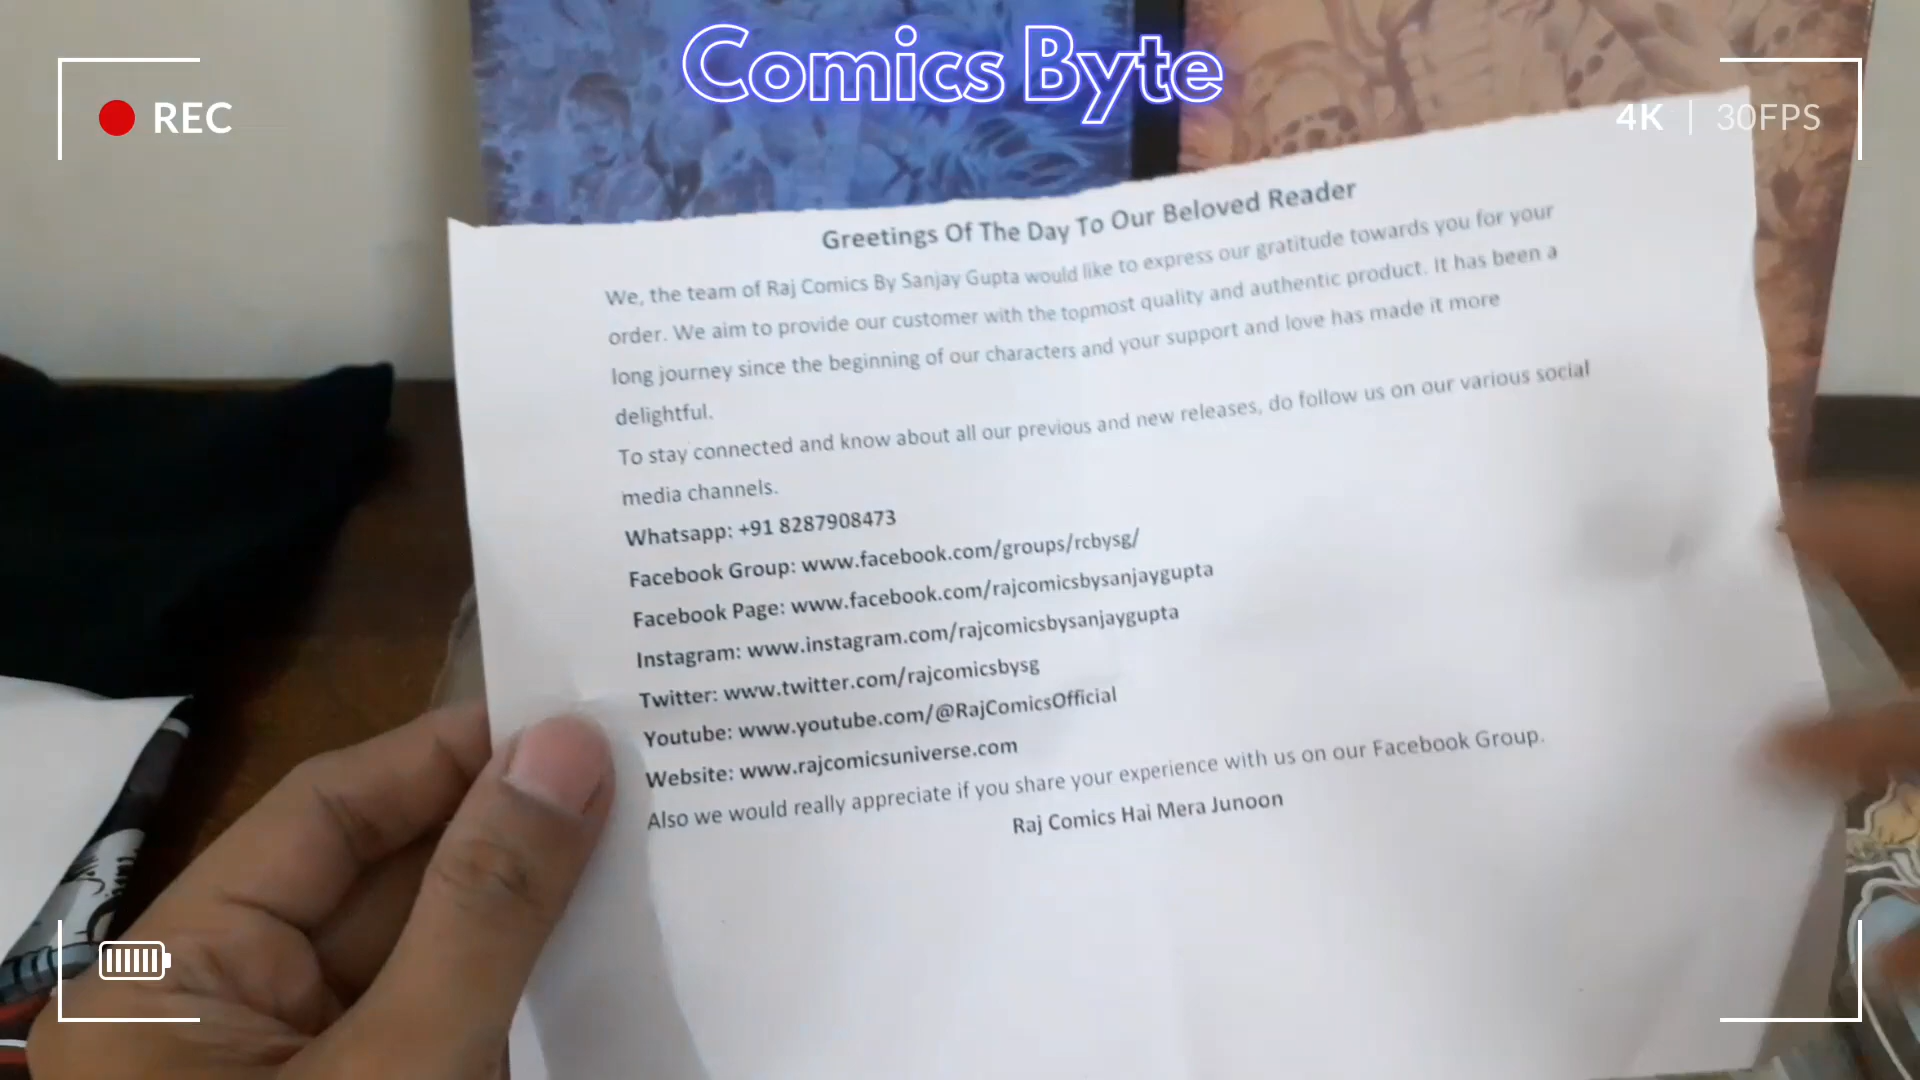 Comics Byte
REC
4K | 30FPS
Greetings Of The Day To Our Beloved Reader
We, the team of Raj Comics By Sanjay Gupta would like to express our gratitude towards you for your
order. We aim to provide our customer with the topmost quality and authentic product. It has been a
long journey since the beginning of our characters and your support and love has made it more
delightful.
To stay connected and know about all our previous and new releases, do follow us on our various social
media channels.
Whatsapp: +91 8287908473
Facebook Group: www.facebook.com/groups/rcbysg/
Facebook Page: www.facebook.com/rajcomicsbysanjaygupta
Instagram: www.instagram.com/rajcomicsbysanjaygupta
Twitter: www.twitter.com/rajcomicsbysg
Youtube: www.youtube.com/@RajComicsOfficial
Website: www.rajcomicsuniverse.com
Also we would really appreciate if you share your experience with us on our Facebook Group.
Raj Comics Hai Mera Junoon